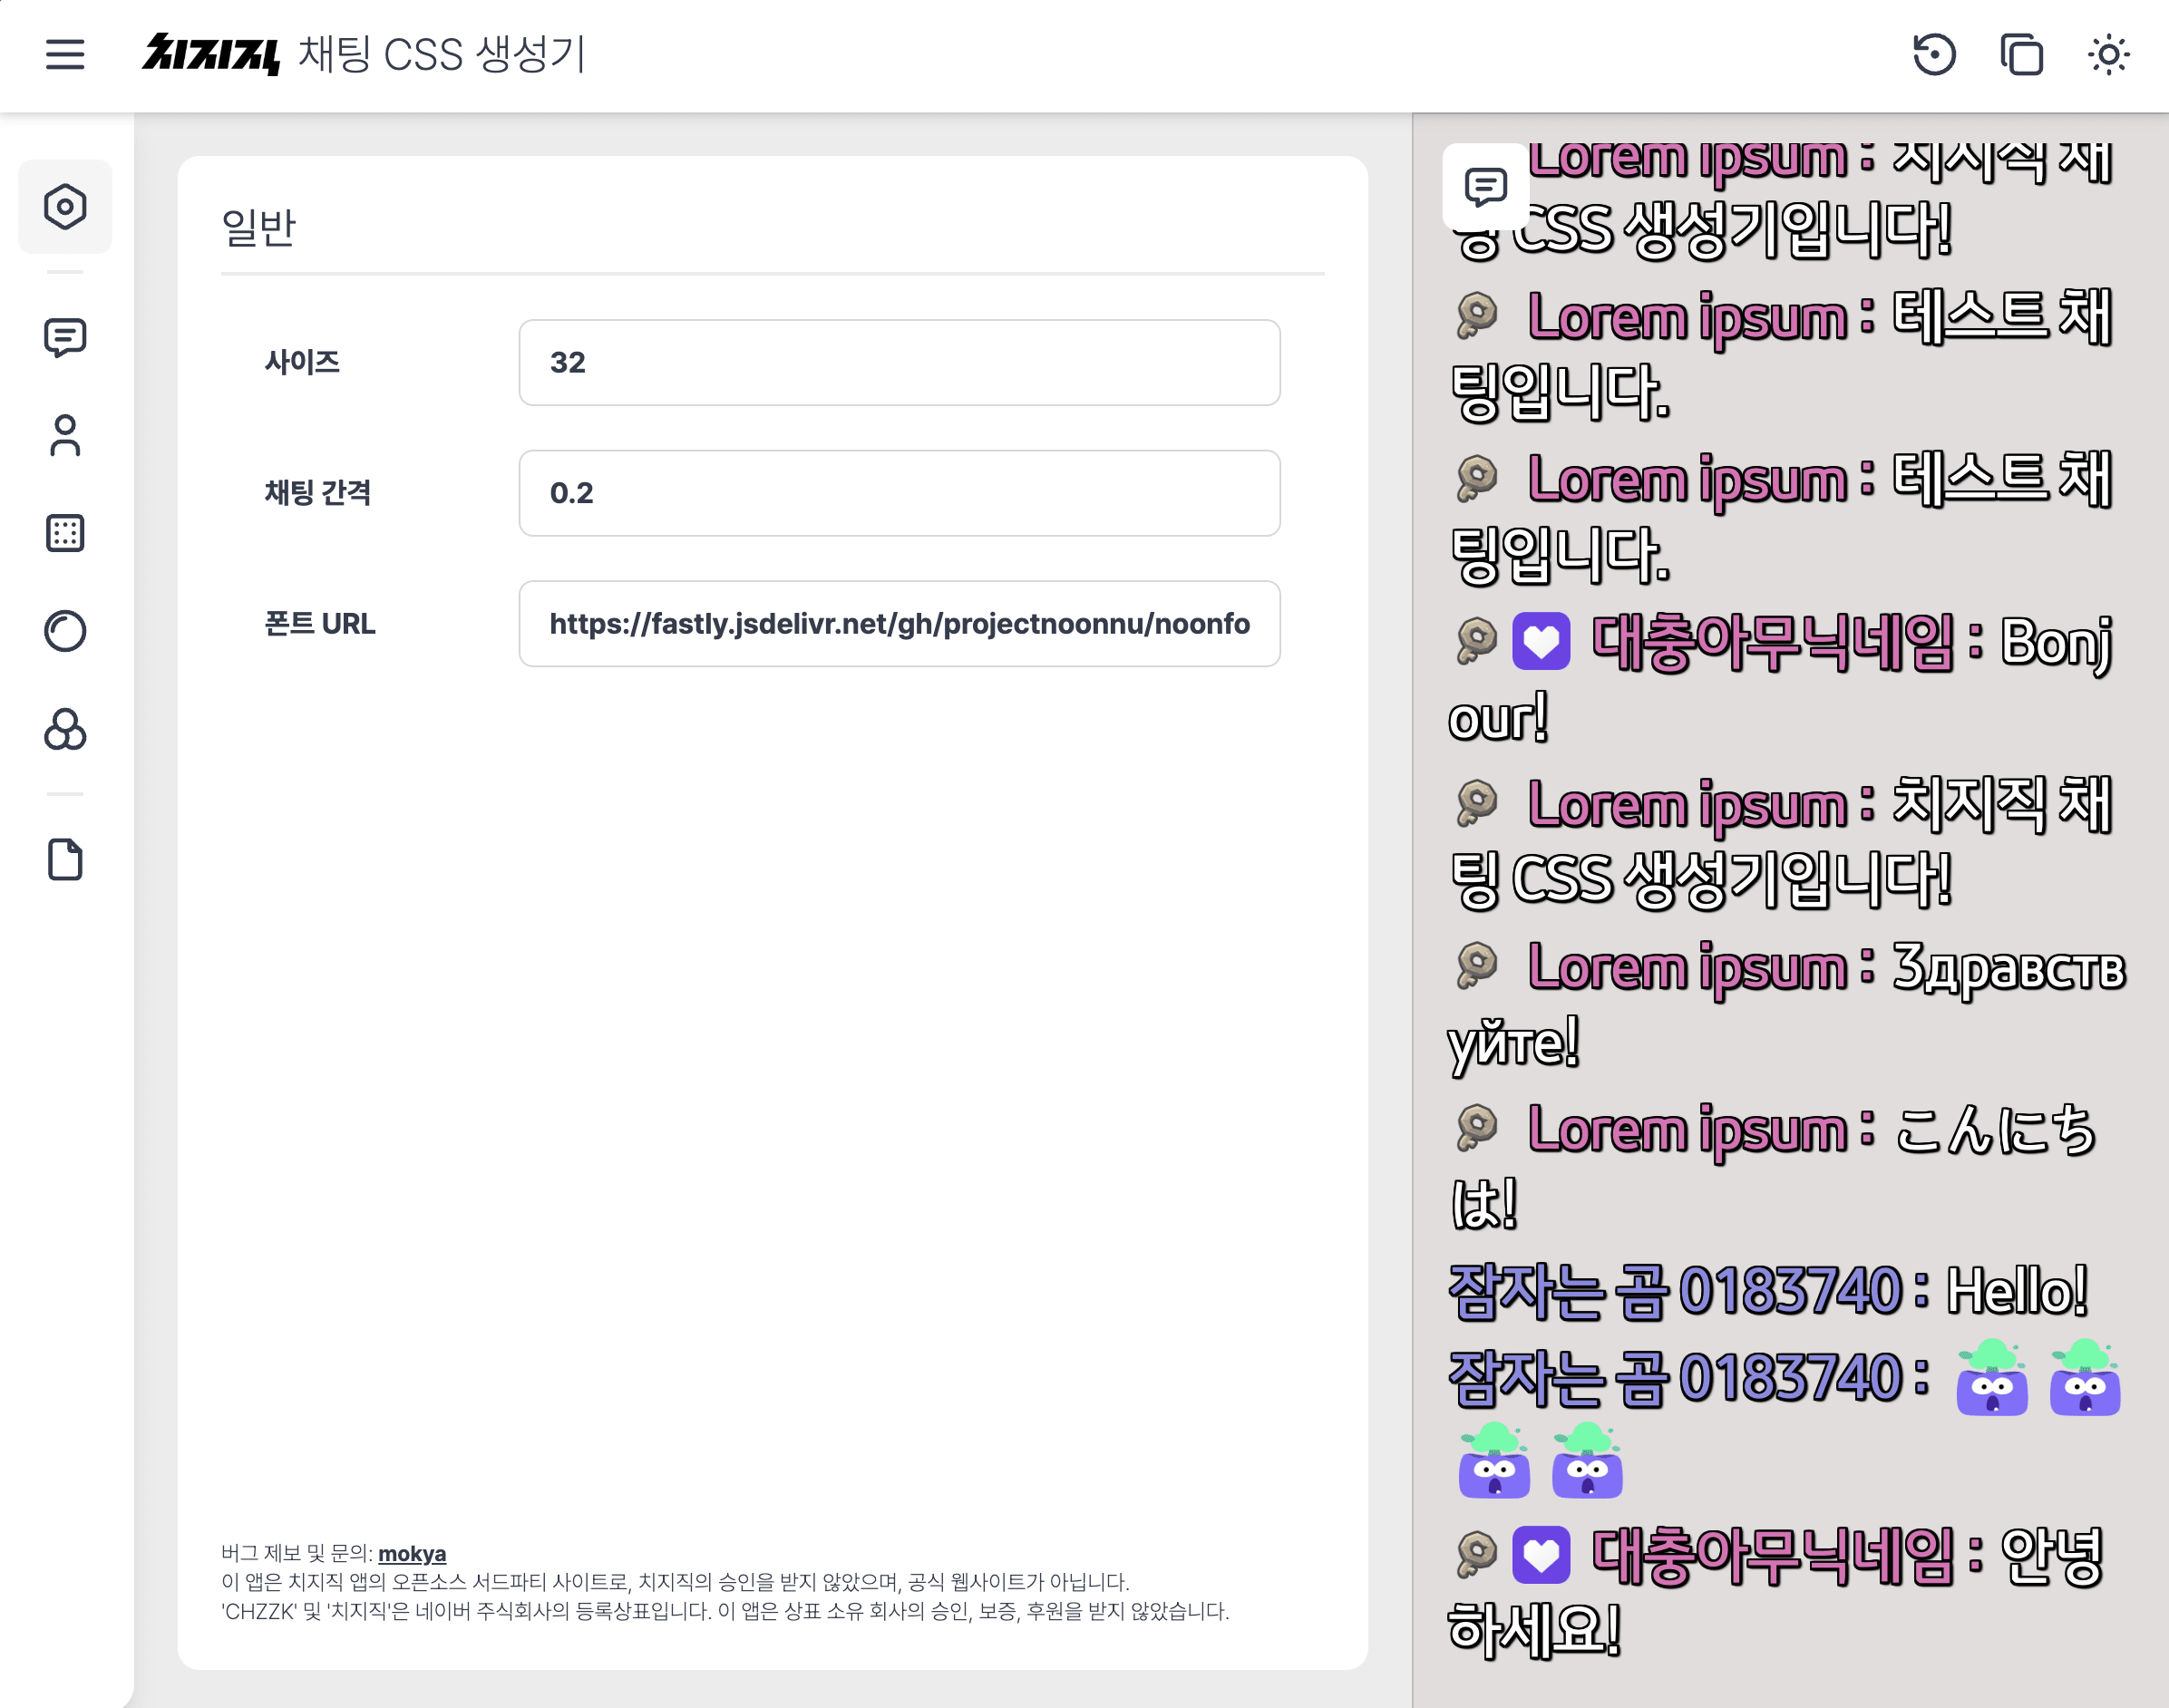 치지직 채팅 CSS 생성기
일반
사이즈
32
채팅 간격
0.2
폰트 URL
https://fastly.jsdelivr.net/gh/projectnoonnu/noonfo
버그 제보 및 문의: mokya
이 앱은 치지직 앱의 오픈소스 서드파티 사이트로, 치지직의 승인을 받지 않았으며, 공식 웹사이트가 아닙니다.
'CHZZK' 및 '치지직'은 네이버 주식회사의 등록상표입니다. 이 앱은 상표 소유 회사의 승인, 보증, 후원을 받지 않았습니다.
Lorem ipsum : 치지직 채
팅 CSS 생성기입니다!
Lorem ipsum : 테스트 채
팅입니다.
Lorem ipsum : 테스트 채
팅입니다.
대충아무닉네임 : Bonj
our!
Lorem ipsum : 치지직 채
팅 CSS 생성기입니다!
Lorem ipsum : Здравств
уйте!
Lorem ipsum : こんにち
は!
잠자는 곰 0183740 : Hello!
잠자는 곰 0183740 :
대충아무닉네임 : 안녕
하세요!